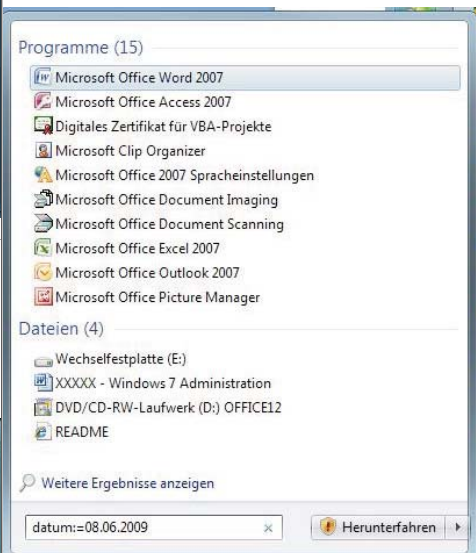 Programme (15)
Microsoft Office Word 2007
Microsoft Office Access 2007
Digitales Zertifikat für VBA-Projekte
Microsoft Clip Organizer
Microsoft Office 2007 Spracheinstellungen
Microsoft Office Document Imaging
Microsoft Office Document Scanning
Microsoft Office Excel 2007
Microsoft Office Outlook 2007
Microsoft Office Picture Manager
Dateien (4)
Wechselfestplatte (E:)
XXXXX - Windows 7 Administration
DVD/CD-RW-Laufwerk (D:) OFFICE12
README
Weitere Ergebnisse anzeigen
datum:=08.06.2009
Herunterfahren